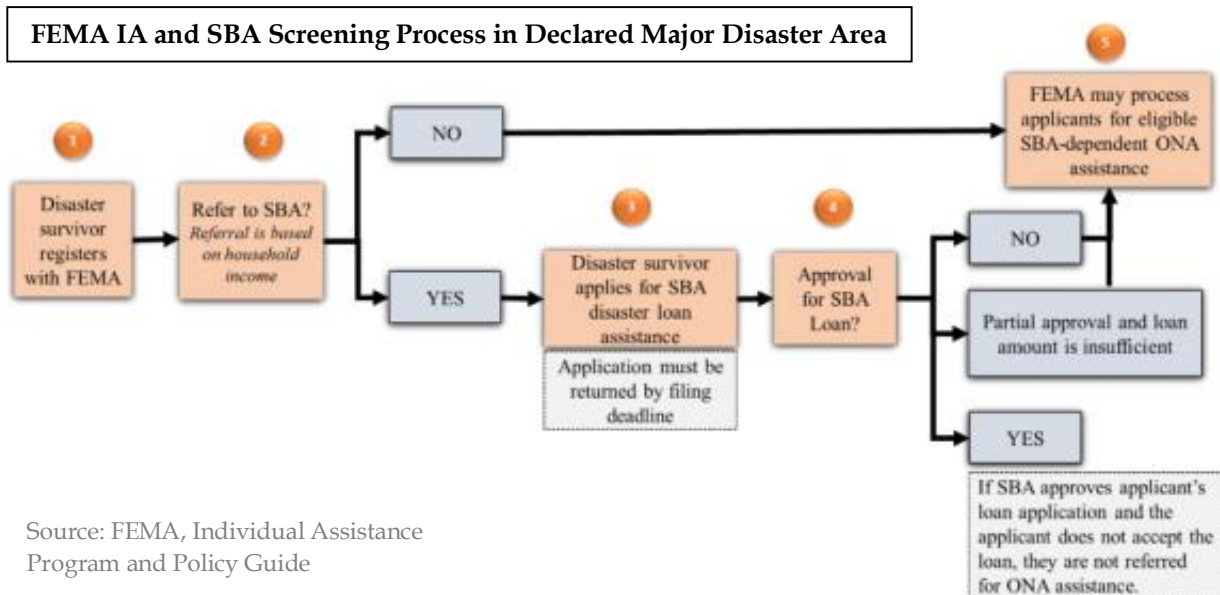 FEMA IA and SBA Screening Process in Declared Major Disaster Area
1
Disaster
survivor
registers
with FEMA
2
Refer to SBA?
Referral is based
on household
income
NO
YES
3
Disaster survivor
applies for SBA
disaster loan
assistance
Application must be
returned by filing
deadline
4
Approval
for SBA
Loan?
5
FEMA may process
applicants for eligible
SBA-dependent ONA
assistance
NO
Partial approval and loan
amount is insufficient
YES
If SBA approves applicant's
loan application and the
applicant does not accept the
loan, they are not referred
for ONA assistance.
Source: FEMA, Individual Assistance
Program and Policy Guide